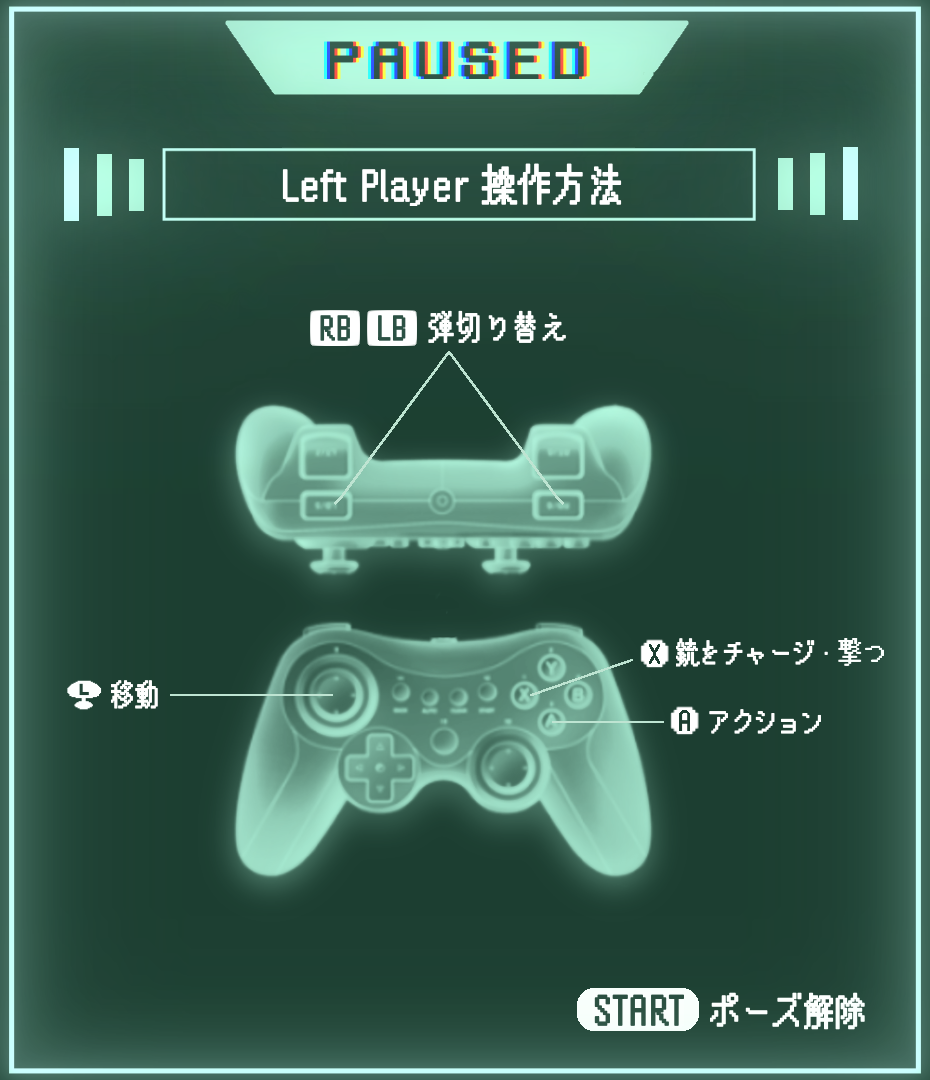 PAUSED
Left Player 操作方法
RB LB 弾切り替え
Y
X 銃をチャージ・撃つ
X B
L 移動
A
A アクション
START ポーズ解除